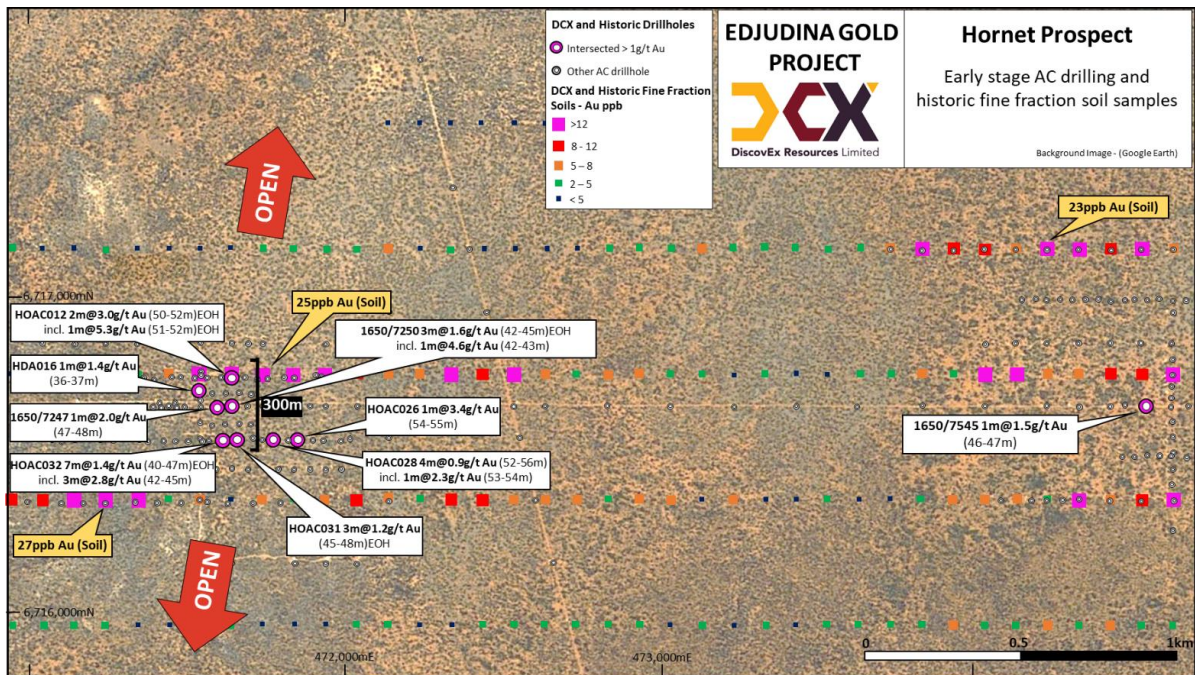 DCX and Historic Drillholes
Intersected > 1g/t Au
Other AC drillhole
DCX and Historic Fine Fraction
Soils - Au ppb
>12
8 - 12
5 – 8
2 – 5
< 5
EDJUDINA GOLD
PROJECT
DCX
DiscovEx Resources Limited
Hornet Prospect
Early stage AC drilling and
historic fine fraction soil samples
Background Image - (Google Earth)
OPEN
23ppb Au (Soil)
6,717,000mN
25ppb Au (Soil)
HOAC012 2m@3.0g/t Au (50-52m)EOH
incl. 1m@5.3g/t Au (51-52m)EOH
1650/7250 3m@1.6g/t Au (42-45m)EOH
incl. 1m@4.6g/t Au (42-43m)
HDA016 1m@1.4g/t Au
(36-37m)
300m
1650/7247 1m@2.0g/t Au
(47-48m)
HOAC026 1m@3.4g/t Au
(54-55m)
1650/7545 1m@1.5g/t Au
(46-47m)
HOAC032 7m@1.4g/t Au (40-47m)EOH
incl. 3m@2.8g/t Au (42-45m)
HOAC028 4m@0.9g/t Au (52-56m)
incl. 1m@2.3g/t Au (53-54m)
HOAC031 3m@1.2g/t Au
(45-48m)EOH
27ppb Au (Soil)
OPEN
6,716,000mN
472,000mE
473,000mE
0
0.5
1km